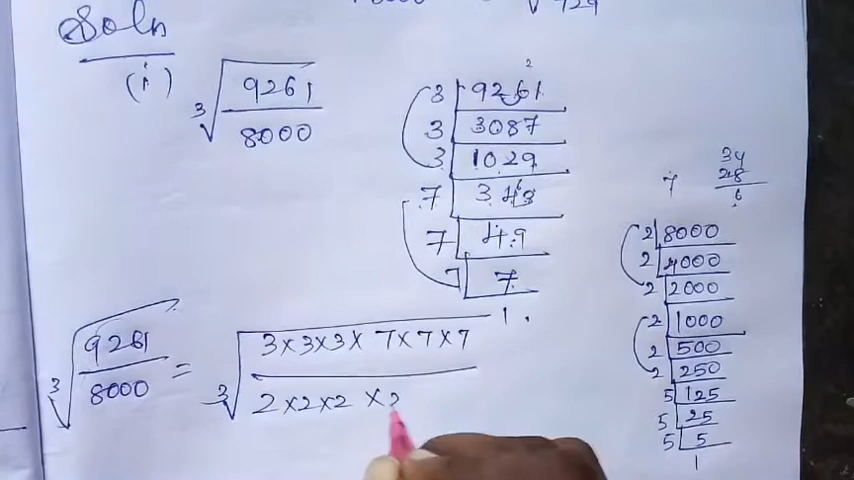 Soln
(i) ∛(9261/8000)
3 | 9261
3 | 3087
3 | 1029
7 | 343
7 | 49
7 | 7
1.
7
34
28
6
2 | 8000
2 | 4000
2 | 2000
2 | 1000
2 | 500
2 | 250
5 | 125
5 | 25
5 | 5
1
∛(9261/8000) = ∛(3×3×3×7×7×7 / 2×2×2×2